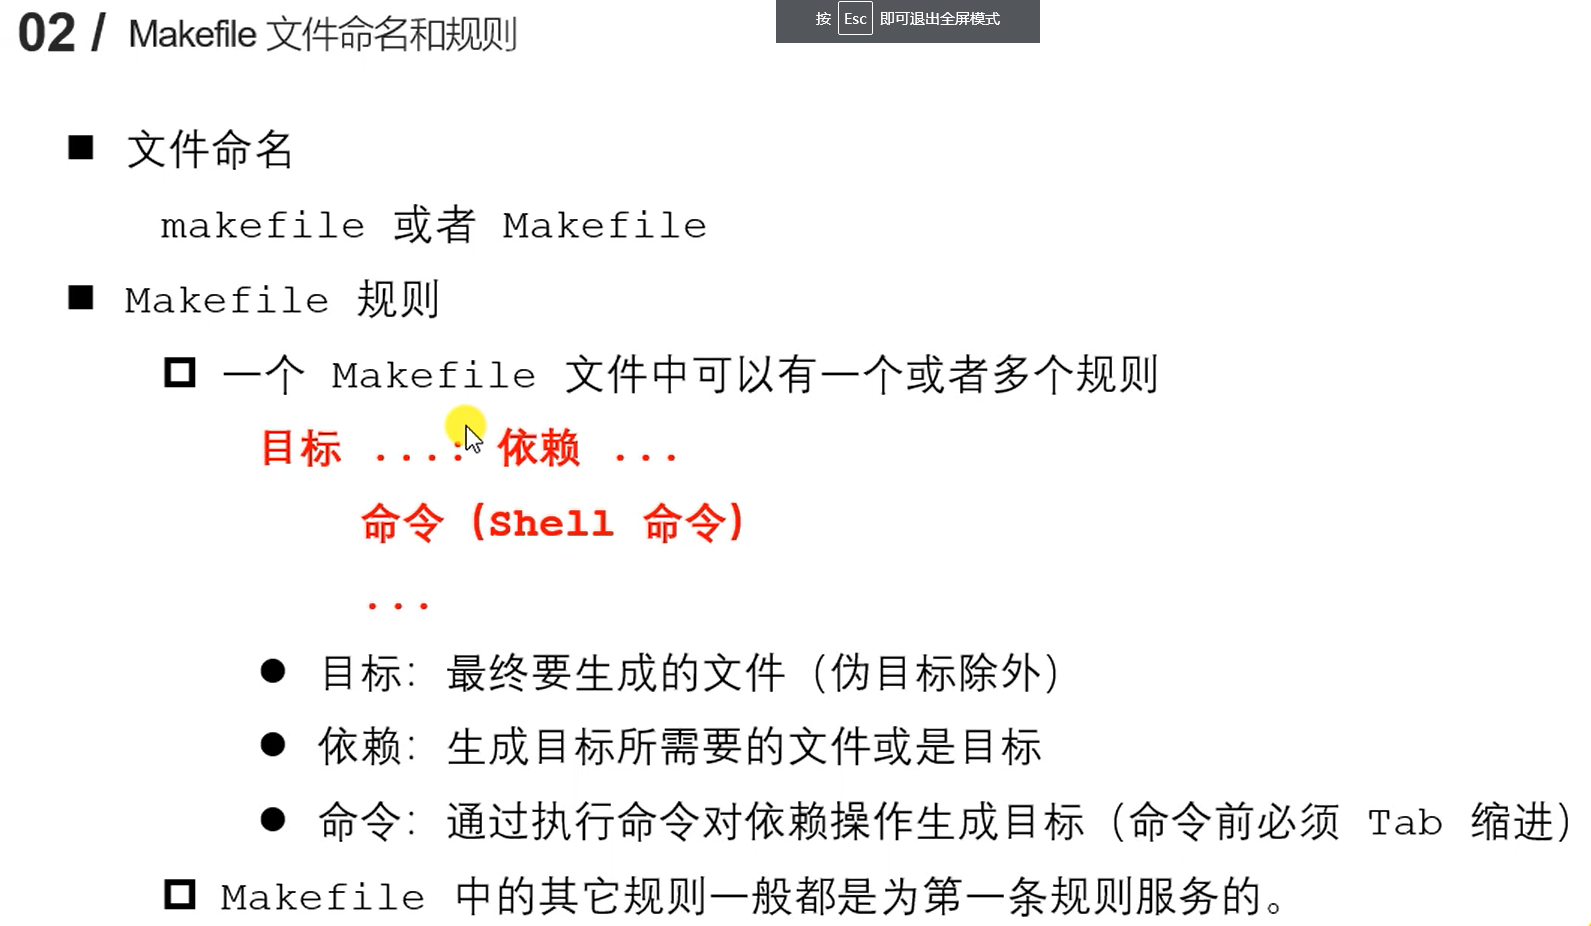 02 / Makefile 文件命名和规则
按 Esc 即可退出全屏模式
文件命名
makefile 或者 Makefile
Makefile 规则
一个 Makefile 文件中可以有一个或者多个规则
目标 ...: 依赖 ...
命令（Shell 命令）
...
目标：最终要生成的文件（伪目标除外）
依赖：生成目标所需要的文件或是目标
命令：通过执行命令对依赖操作生成目标（命令前必须 Tab 缩进）
Makefile 中的其它规则一般都是为第一条规则服务的。